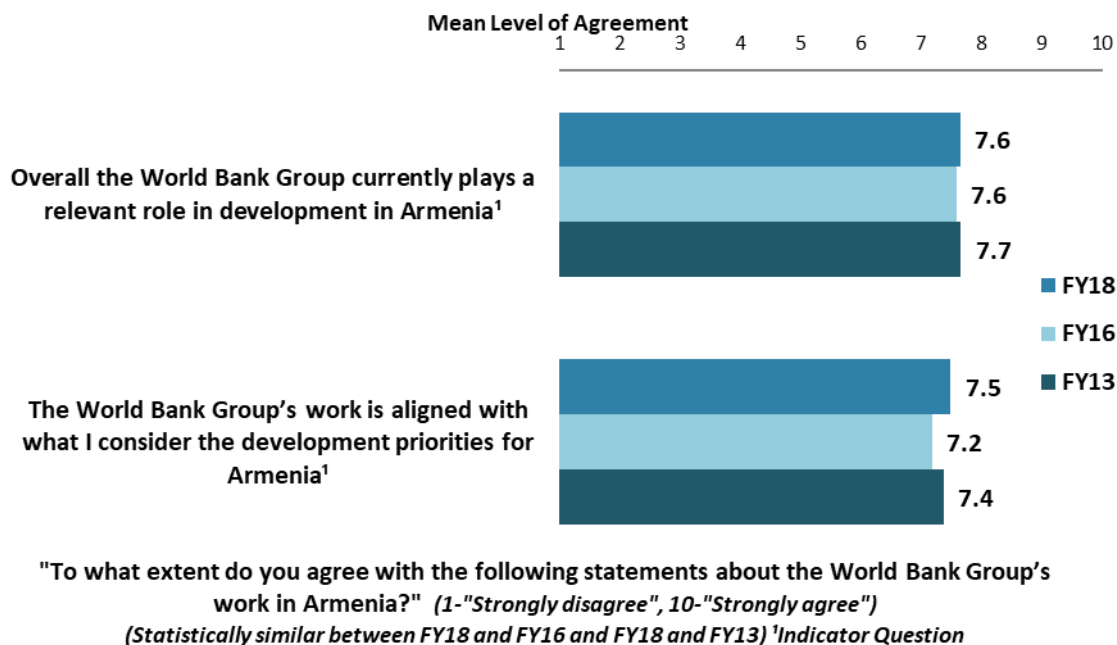 Mean Level of Agreement
1 2 3 4 5 6 7 8 9 10
Overall the World Bank Group currently plays a
relevant role in development in Armenia¹
7.6
7.6
7.7
FY18
FY16
FY13
The World Bank Group’s work is aligned with
what I consider the development priorities for
Armenia¹
7.5
7.2
7.4
"To what extent do you agree with the following statements about the World Bank Group’s
work in Armenia?" (1-"Strongly disagree", 10-"Strongly agree")
(Statistically similar between FY18 and FY16 and FY18 and FY13) ¹Indicator Question